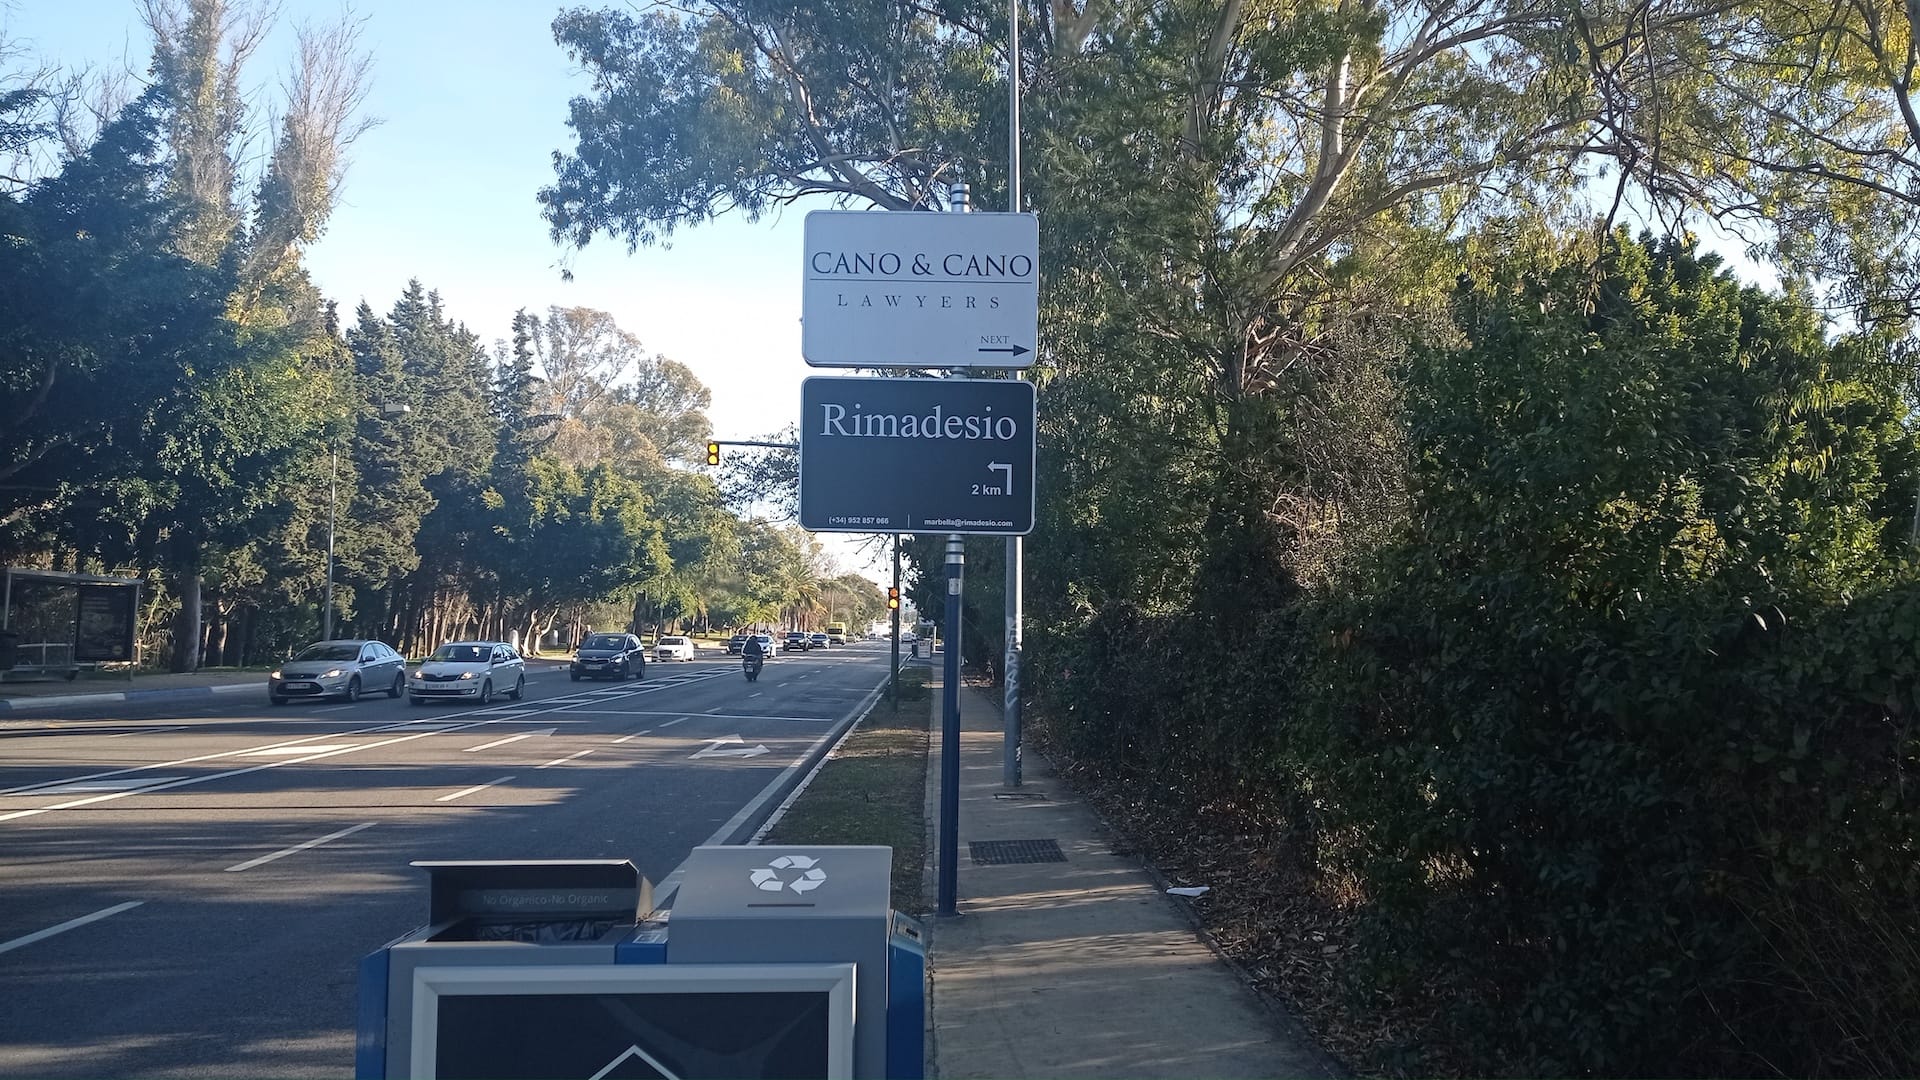 CANO & CANO
LAWYERS
NEXT
Rimadesio
2 km
(+34) 952 857 066 | marbella@rimadesio.com
No Orgánico-No Organic